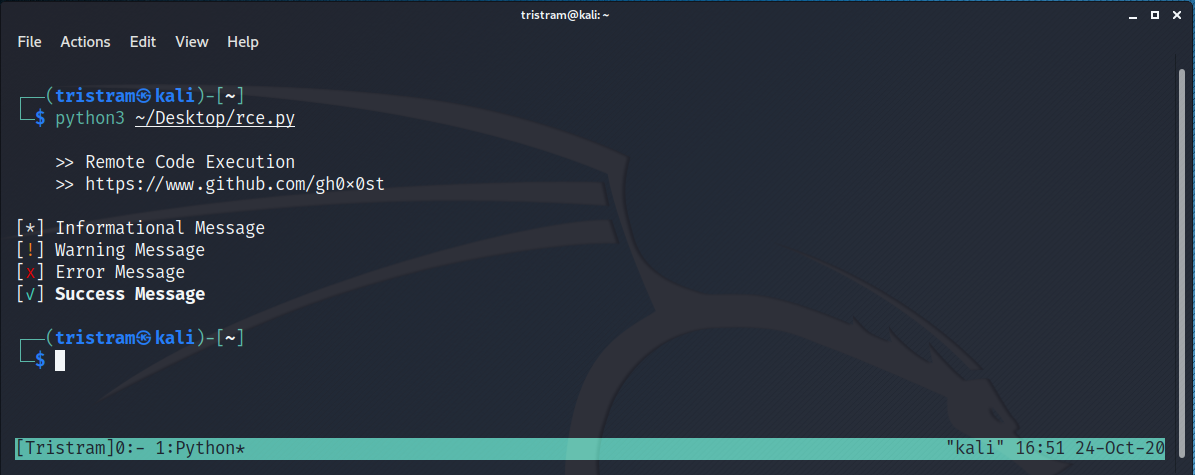 tristram@kali: ~
File Actions Edit View Help
┌──(tristram㉿kali)-[~]
└─$ python3 ~/Desktop/rce.py
>> Remote Code Execution
>> https://www.github.com/gh0x0st
[*] Informational Message
[!] Warning Message
[x] Error Message
[√] Success Message
┌──(tristram㉿kali)-[~]
└─$
[Tristram]0:- 1:Python* "kali" 16:51 24-Oct-20